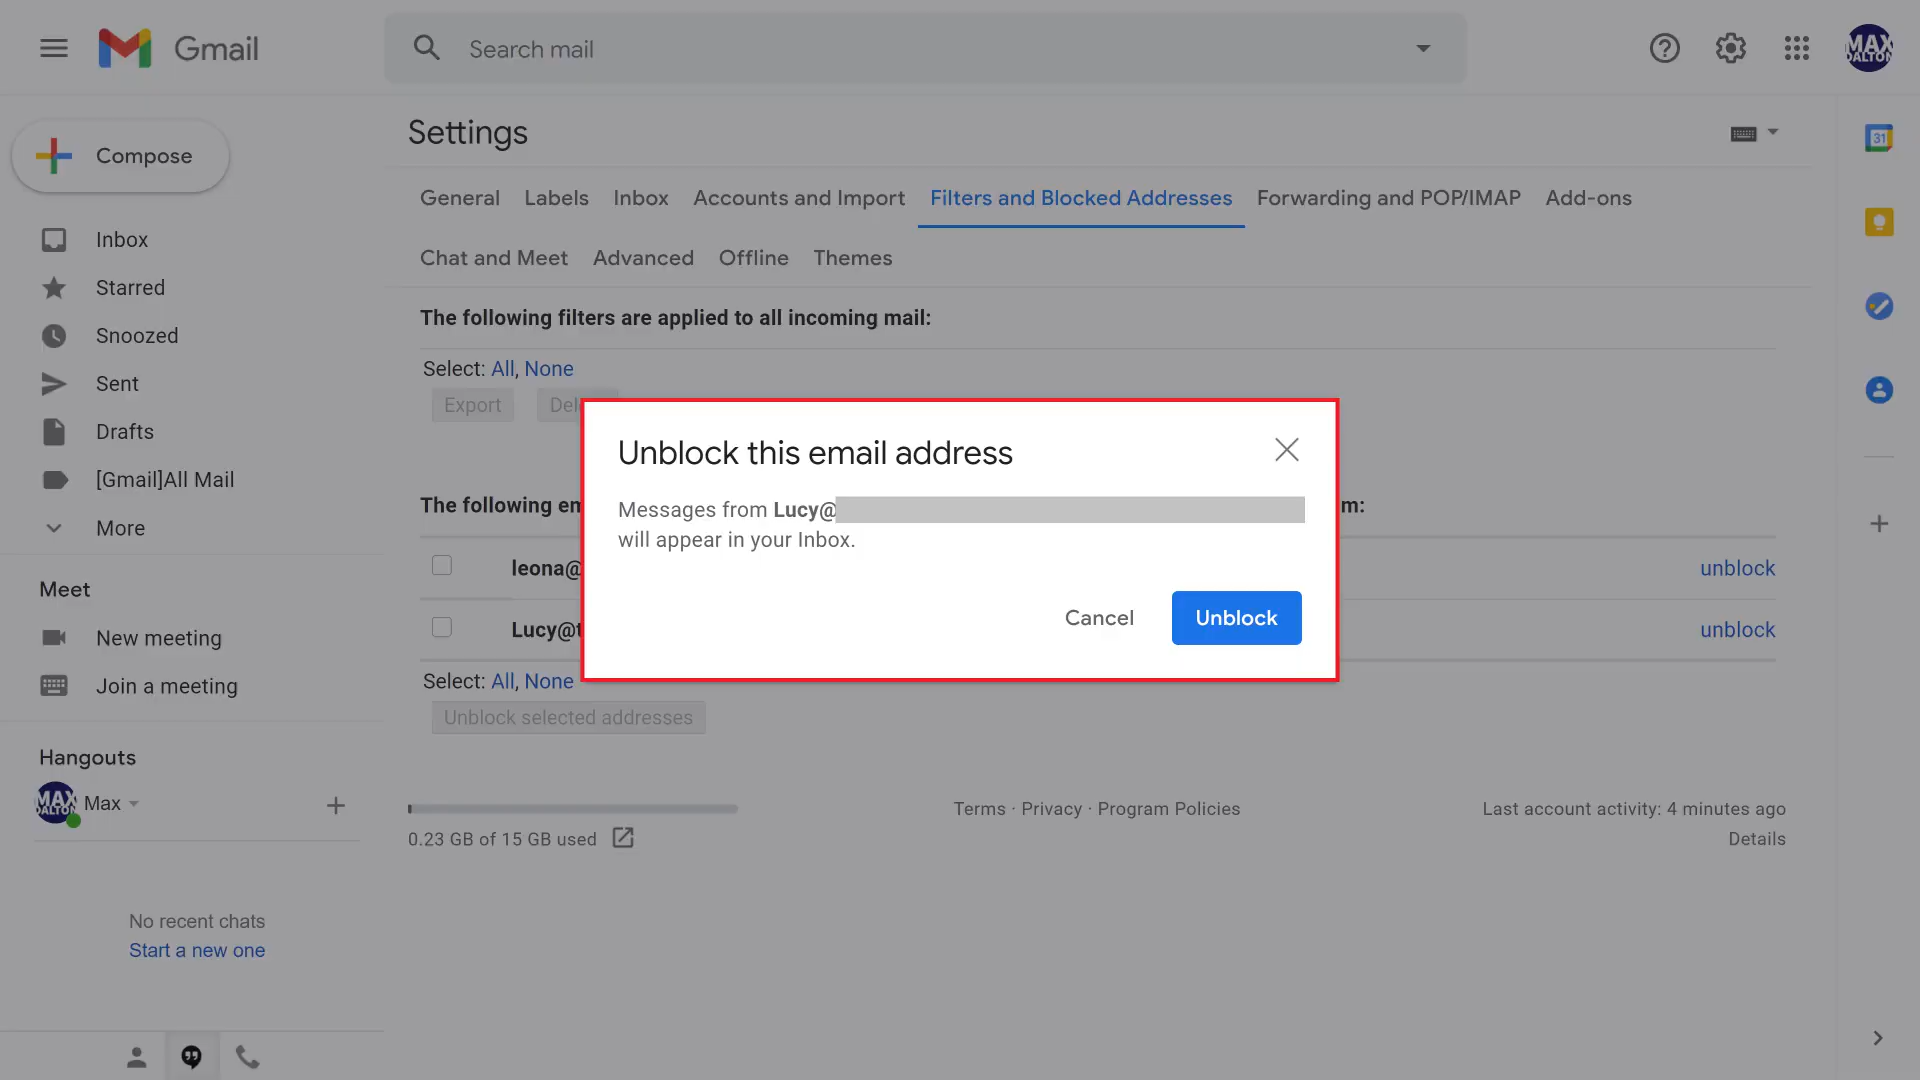 Gmail
Search mail
MAX
DALTON
Compose
Settings
31
General Labels Inbox Accounts and Import Filters and Blocked Addresses Forwarding and POP/IMAP Add-ons
Chat and Meet Advanced Offline Themes
Inbox
Starred
Snoozed
Sent
Drafts
[Gmail]All Mail
More
Meet
New meeting
Join a meeting
Hangouts
MAX
DALTON
Max
No recent chats
Start a new one
The following filters are applied to all incoming mail:
Select: All, None
Export
Unblock this email address
Messages from Lucy@
will appear in your Inbox.
Cancel Unblock
The following
leona@ unblock
Lucy@ unblock
Select: All, None
Unblock selected addresses
0.23 GB of 15 GB used
Terms · Privacy · Program Policies
Last account activity: 4 minutes ago
Details